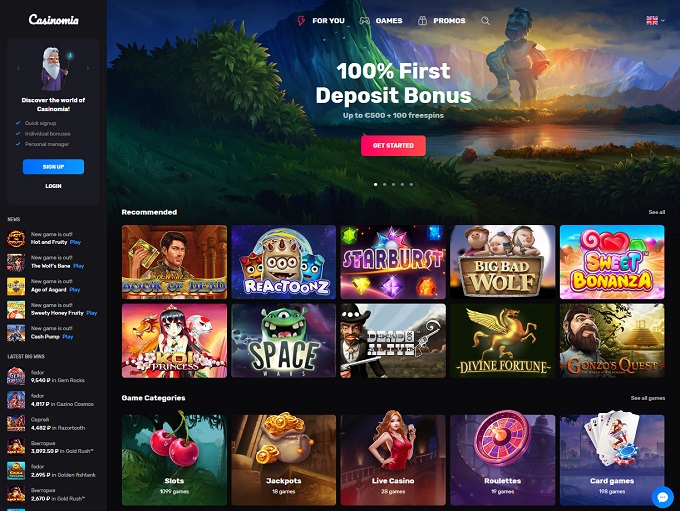 Casinomia
FOR YOU
GAMES
PROMOS
Discover the world of
Casinomia!
Quick signup
Individual bonuses
Personal manager
SIGN UP
LOGIN
100% First
Deposit Bonus
Up to €500 + 100 freespins
GET STARTED
NEWS
New game is out!
Hot and Fruity Play
New game is out!
The Wolf's Bane Play
New game is out!
Age of Asgard Play
New game is out!
Sweety Honey Fruity Play
New game is out!
Cash Pump Play
LATEST BIG WINS
fedor
9,540 ₽ in Gem Rocks
fedor
4,817 ₽ in Cazino Cosmos
Сергей
4,482 ₽ in Razortooth
Виктория
3,892.50 ₽ in Gold Rush™
fedor
2,695 ₽ in Golden fishtank
Виктория
2,670 ₽ in Gold Rush™
Recommended
See all
BOOK OF DEAD
REACTOONZ
STARBURST
BIG BAD
WOLF
SWEET
BONANZA
KOI
PRINCESS
SPACE
WARS
DEAD OR
ALIVE
DIVINE FORTUNE
GONZO'S QUEST
Game Categories
See all games
Slots
1099 games
Jackpots
18 games
Live Casino
28 games
Roulettes
19 games
Card games
198 games